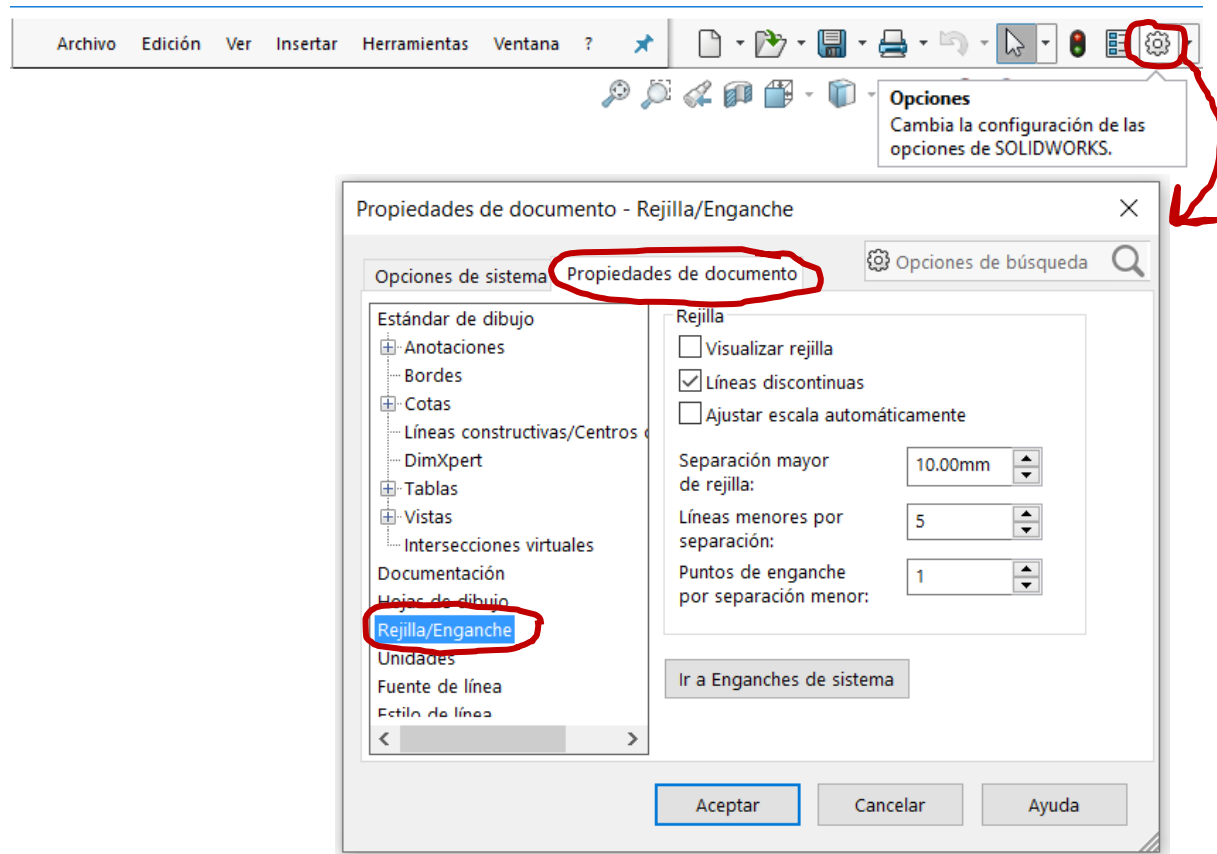 Archivo Edición Ver Insertar Herramientas Ventana ?
Opciones
Cambia la configuración de las
opciones de SOLIDWORKS.
Propiedades de documento - Rejilla/Enganche
Opciones de sistema Propiedades de documento
Opciones de búsqueda
Estándar de dibujo
Anotaciones
Bordes
Cotas
Líneas constructivas/Centros
DimXpert
Tablas
Vistas
Intersecciones virtuales
Documentación
Hojas de dibujo
Rejilla/Enganche
Unidades
Fuente de línea
Estilo de línea
Rejilla
Visualizar rejilla
Líneas discontinuas
Ajustar escala automáticamente
Separación mayor
de rejilla:
10.00mm
Líneas menores por
separación:
5
Puntos de enganche
por separación menor:
1
Ir a Enganches de sistema
Aceptar Cancelar Ayuda